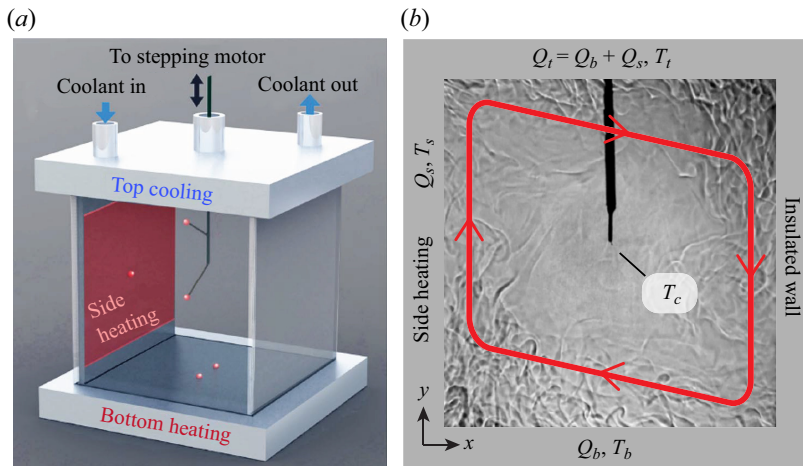 (a)
To stepping motor
Coolant in
Coolant out
Top cooling
Side
heating
Bottom heating
(b)
Q_t = Q_b + Q_s, T_t
Q_s, T_s
Side heating
T_c
Insulated wall
y
x
Q_b, T_b